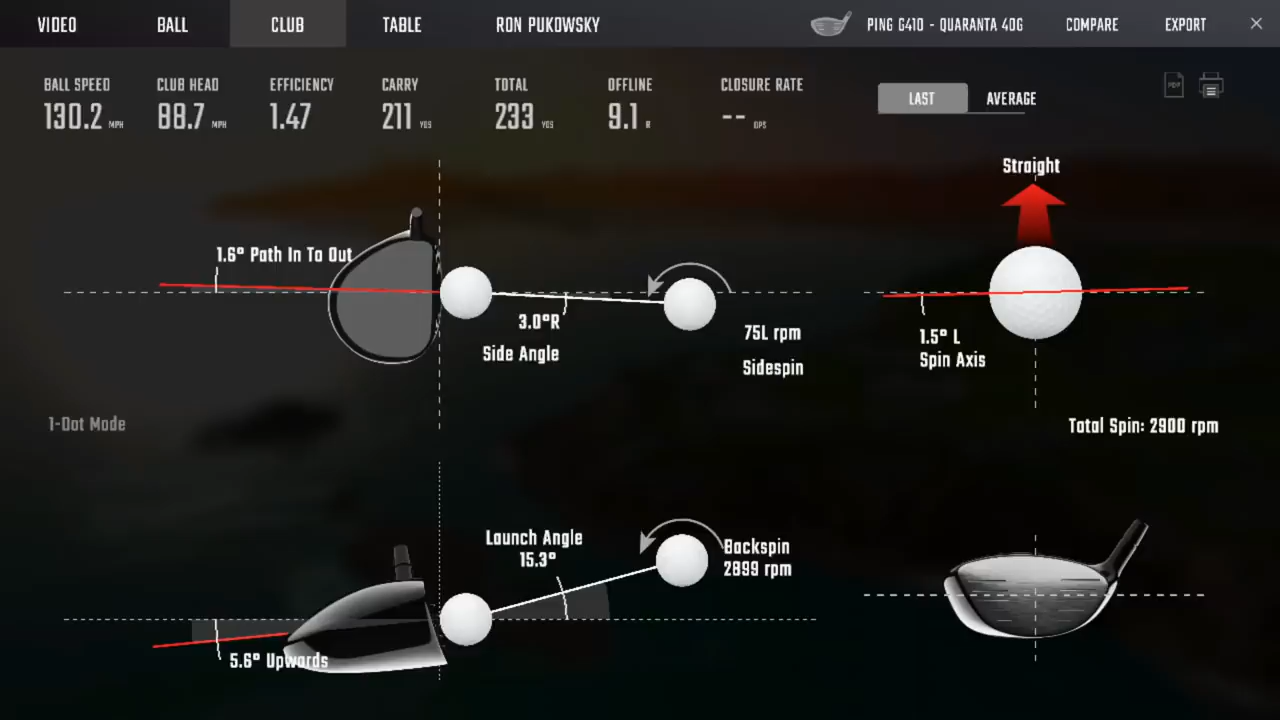 VIDEO BALL CLUB TABLE RON PUKOWSKY PING G410 - QUARANTA 40G COMPARE EXPORT
BALL SPEED CLUB HEAD EFFICIENCY CARRY TOTAL OFFLINE CLOSURE RATE
130.2 MPH 88.7 MPH 1.47 211 YDS 233 YDS 9.1 R -- DPS
LAST AVERAGE
PDF
Straight
1.6° Path In To Out
3.0°R
Side Angle
75L rpm
Sidespin
1.5° L
Spin Axis
1-Dot Mode
Total Spin: 2900 rpm
Launch Angle
15.3°
Backspin
2899 rpm
5.6° Upwards